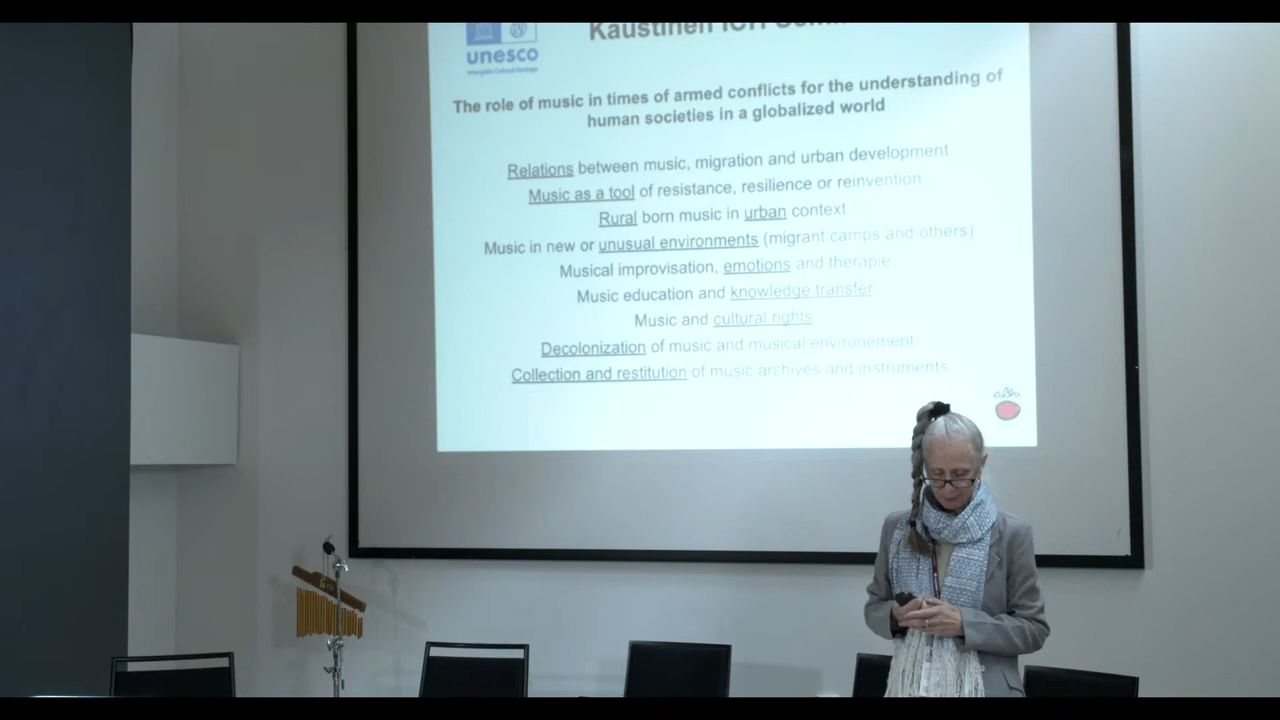 Kaustinen ICH
unesco
Intangible Cultural Heritage
The role of music in times of armed conflicts for the understanding of
human societies in a globalized world
Relations between music, migration and urban development
Music as a tool of resistance, resilience or reinvention
Rural born music in urban context
Music in new or unusual environments (migrant camps and others)
Musical improvisation, emotions and therapie
Music education and knowledge transfer
Music and cultural rights
Decolonization of music and musical environement
Collection and restitution of music archives and instruments
alba